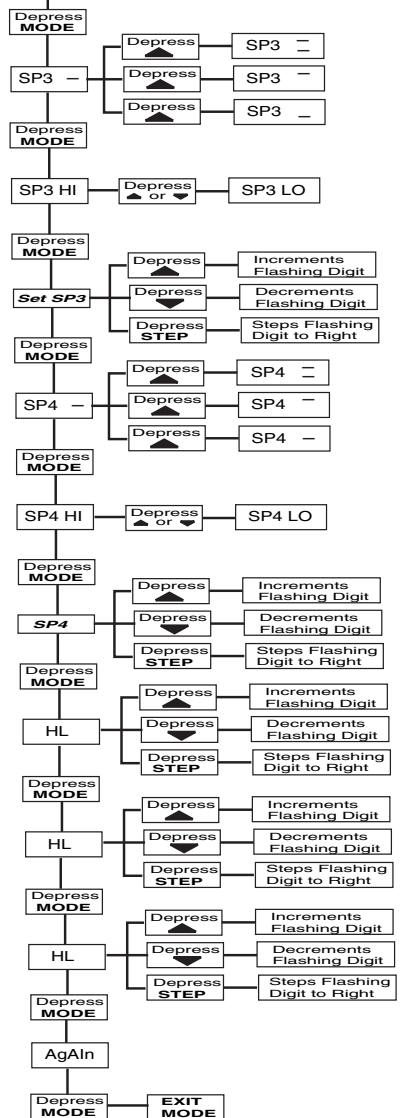 Depress
MODE
Depress
SP3
SP3
Depress
SP3
Depress
SP3
Depress
MODE
SP3 HI
Depress
or
SP3 LO
Depress
MODE
Depress
Increments
Flashing Digit
Set SP3
Depress
Decrements
Flashing Digit
Depress
STEP
Steps Flashing
Digit to Right
Depress
MODE
Depress
SP4
SP4
Depress
SP4
Depress
SP4
Depress
MODE
SP4 HI
Depress
or
SP4 LO
Depress
MODE
Depress
Increments
Flashing Digit
SP4
Depress
Decrements
Flashing Digit
Depress
STEP
Steps Flashing
Digit to Right
Depress
MODE
Depress
Increments
Flashing Digit
HL
Depress
Decrements
Flashing Digit
Depress
STEP
Steps Flashing
Digit to Right
Depress
MODE
Depress
Increments
Flashing Digit
HL
Depress
Decrements
Flashing Digit
Depress
STEP
Steps Flashing
Digit to Right
Depress
MODE
Depress
Increments
Flashing Digit
HL
Depress
Decrements
Flashing Digit
Depress
STEP
Steps Flashing
Digit to Right
Depress
MODE
AgAIn
Depress
MODE
EXIT
MODE